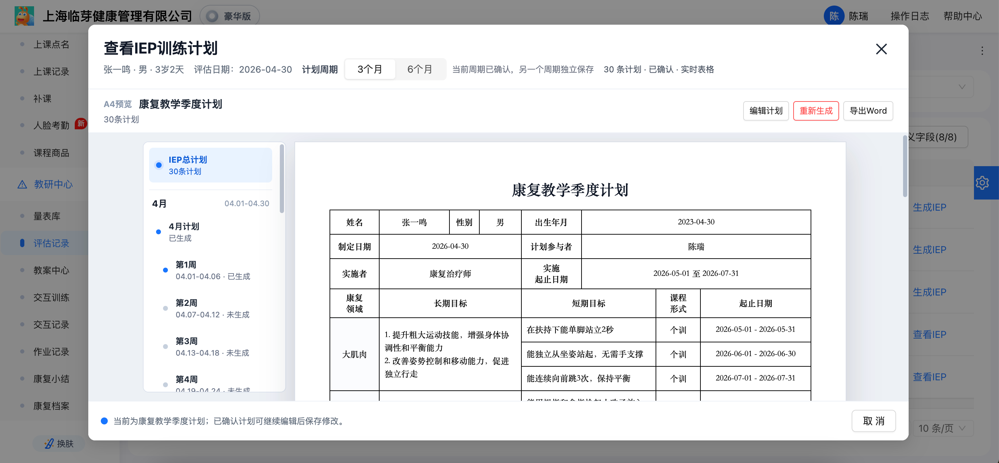 上海临芽健康管理有限公司
豪华版
陈
陈瑞
操作日志
帮助中心
上课点名
上课记录
补课
人脸考勤
新
课程商品
教研中心
量表库
评估记录
教案中心
交互训练
交互记录
作业记录
康复小结
康复档案
换肤
查看IEP训练计划
张一鸣 · 男 · 3岁2天 评估日期：2026-04-30 计划周期 3个月 6个月 当前周期已确认，另一个周期独立保存 30 条计划 · 已确认 · 实时表格
A4预览 康复教学季度计划
30条计划
编辑计划
重新生成
导出Word
IEP总计划
30条计划
4月 04.01-04.30
4月计划
已生成
第1周
04.01-04.06 · 已生成
第2周
04.07-04.12 · 未生成
第3周
04.13-04.18 · 未生成
第4周
04.19-04.24 · 未生成
康复教学季度计划
姓名 张一鸣 性别 男 出生年月 2023-04-30
制定日期 2026-04-30 计划参与者 陈瑞
实施者 康复治疗师 实施
起止日期 2026-05-01 至 2026-07-31
康复
领域 长期目标 短期目标 课程
形式 起止日期
大肌肉
1. 提升粗大运动技能，增强身体协
调性和平衡能力
2. 改善姿势控制和移动能力，促进
独立行走
在扶持下能单脚站立2秒 个训 2026-05-01 - 2026-05-31
能独立从坐姿站起，无需手支撑 个训 2026-06-01 - 2026-06-30
能连续向前跳3次，保持平衡 个训 2026-07-01 - 2026-07-31
当前为康复教学季度计划；已确认计划可继续编辑后保存修改。
取 消
义字段(8/8)
生成IEP
生成IEP
生成IEP
查看IEP
查看IEP
10 条/页